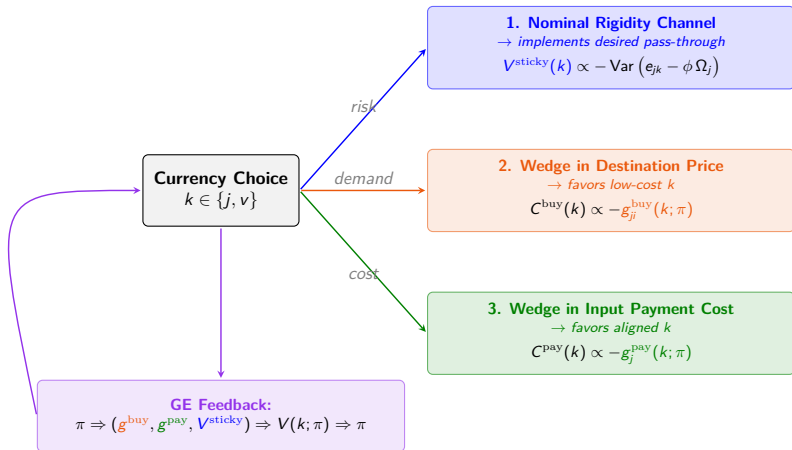 1. Nominal Rigidity Channel
→ implements desired pass-through
V^sticky(k) ∝ − Var (e_jk − ϕ Ω_j)
risk
2. Wedge in Destination Price
→ favors low-cost k
C^buy(k) ∝ −g_ji^buy(k; π)
demand
Currency Choice
k ∈ {j, v}
cost
3. Wedge in Input Payment Cost
→ favors aligned k
C^pay(k) ∝ −g_j^pay(k; π)
GE Feedback:
π ⇒ (g^buy, g^pay, V^sticky) ⇒ V(k; π) ⇒ π